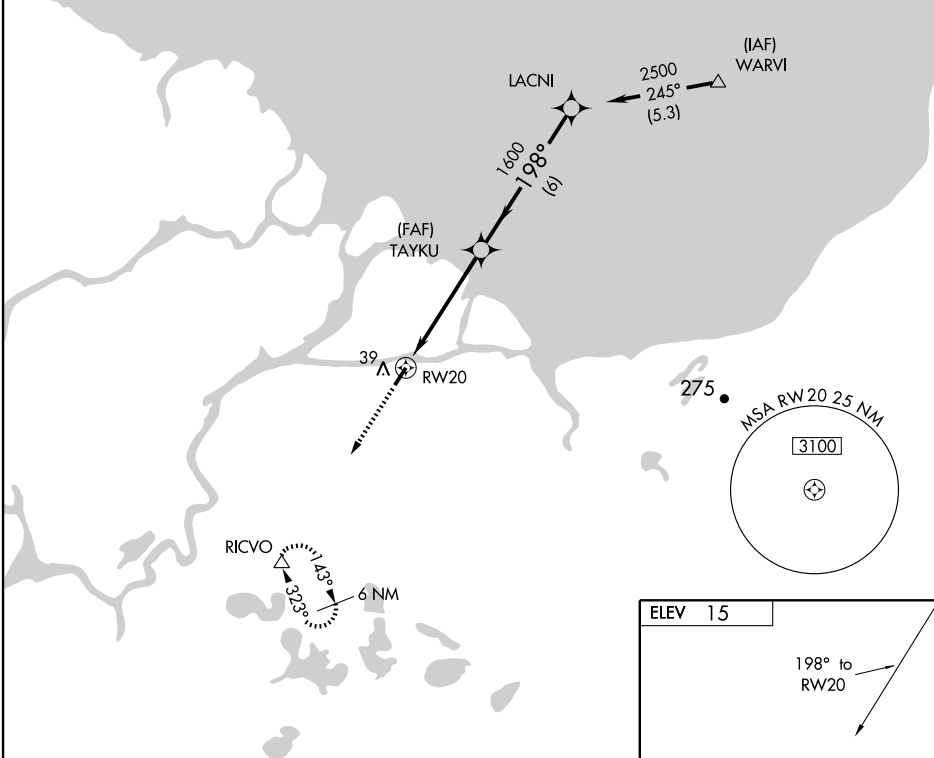 (IAF)
WARVI
2500
245°
(5.3)
LACNI
1600
198°
(6)
(FAF)
TAYKU
39
RW20
275
MSA RW20 25 NM
3100
RICVO
143°
323°
6 NM
ELEV 15
198° to
RW20